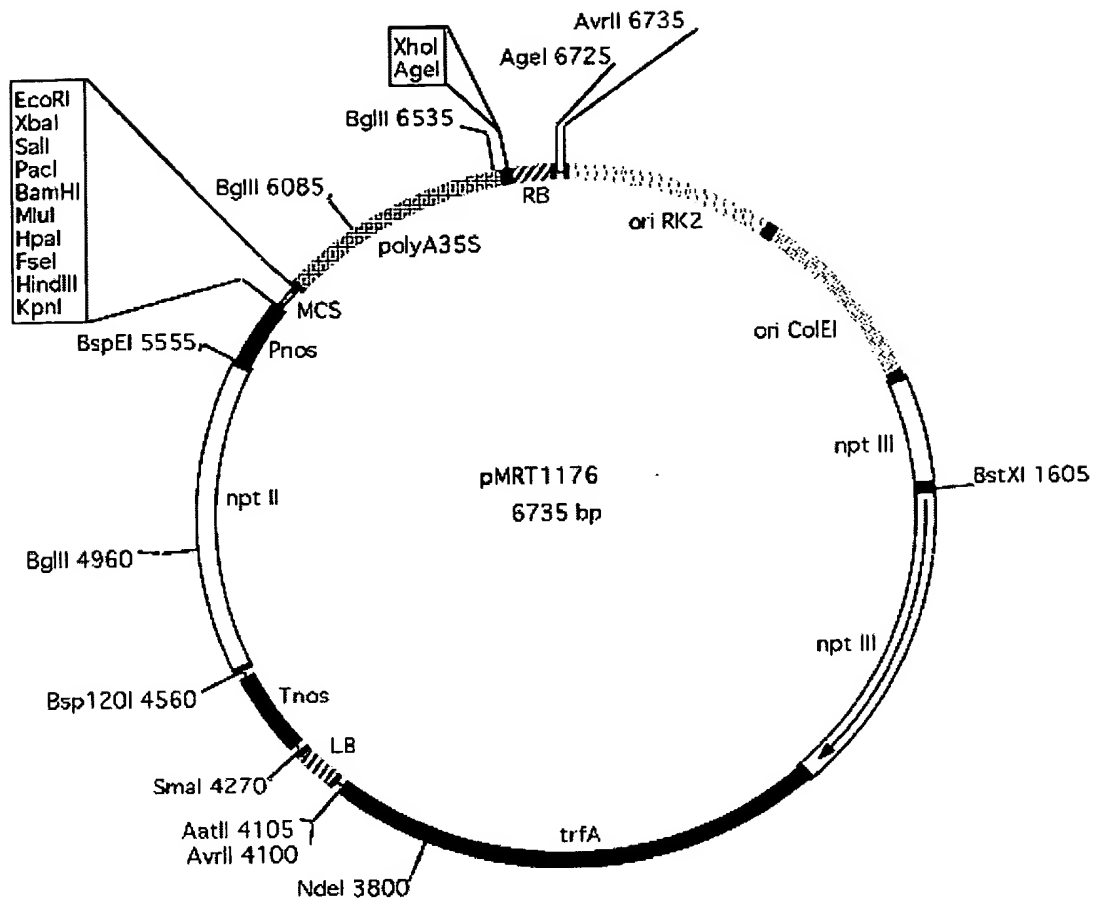 AvrII 6735
XhoI
AgeI
AgeI 6725
EcoRI
XbaI
SalI
PacI
BamHI
MluI
HpaI
FseI
HindIII
KpnI
BglII 6535
BglII 6085
RB
ori RK2
polyA35S
MCS
ori ColEI
BspEI 5555
Pnos
npt III
pMRT1176
6735 bp
BstXI 1605
npt II
BglII 4960
npt III
Bsp120I 4560
Tnos
LB
SmaI 4270
AatII 4105
AvrII 4100
trfA
NdeI 3800